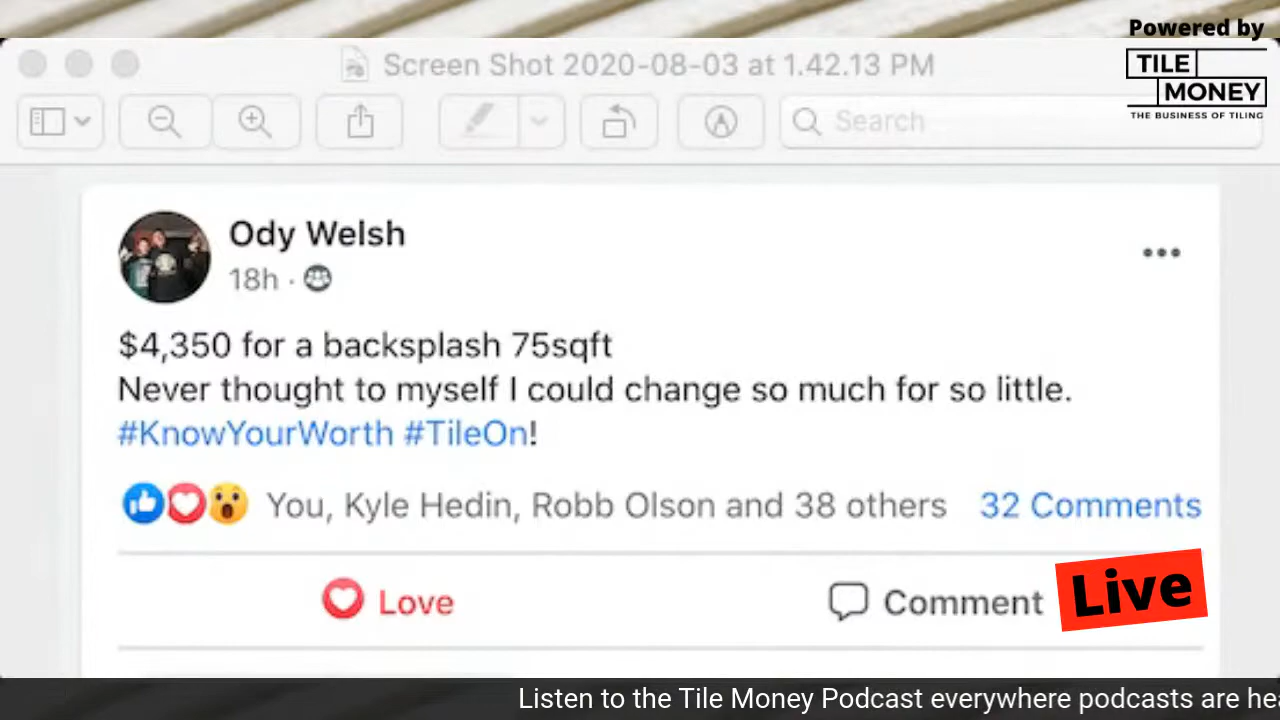 Powered by
TILE
MONEY
THE BUSINESS OF TILING
Screen Shot 2020-08-03 at 1.42.13 PM
Search
Ody Welsh
18h ·
$4,350 for a backsplash 75sqft
Never thought to myself I could change so much for so little.
#KnowYourWorth #TileOn!
You, Kyle Hedin, Robb Olson and 38 others 32 Comments
Love Comment
Live
Listen to the Tile Money Podcast everywhere podcasts are